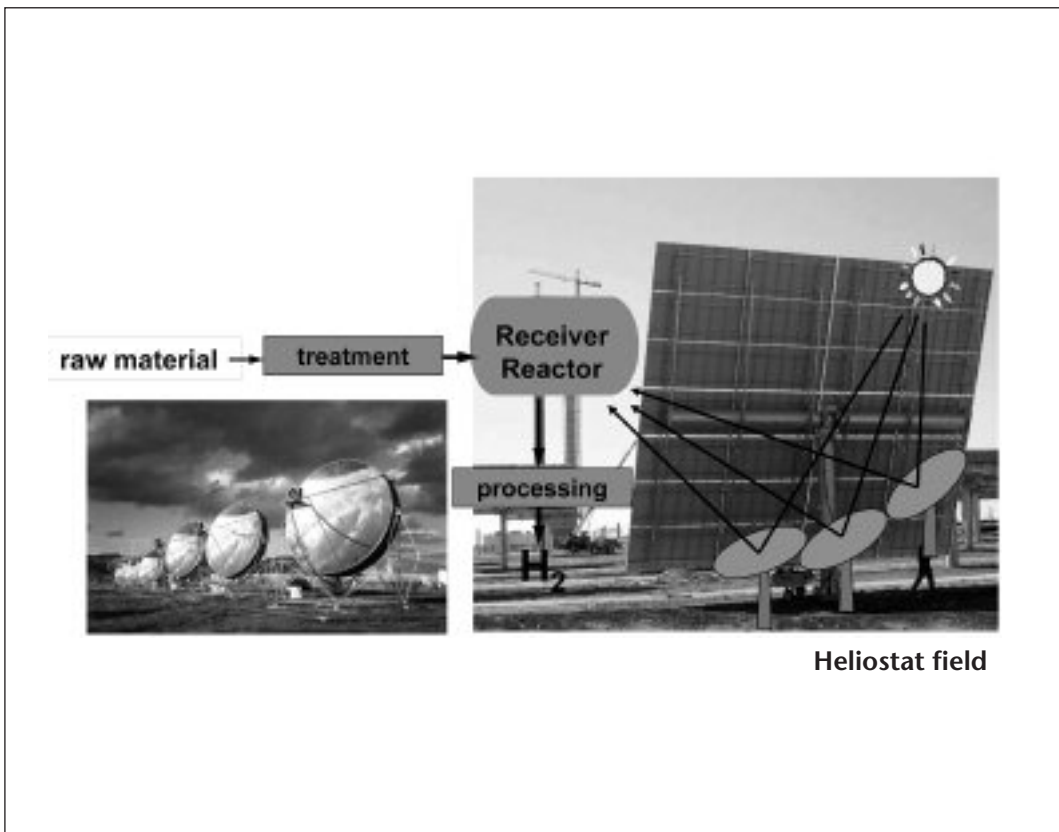 raw material
treatment
Receiver
Reactor
processing
H2
Heliostat field